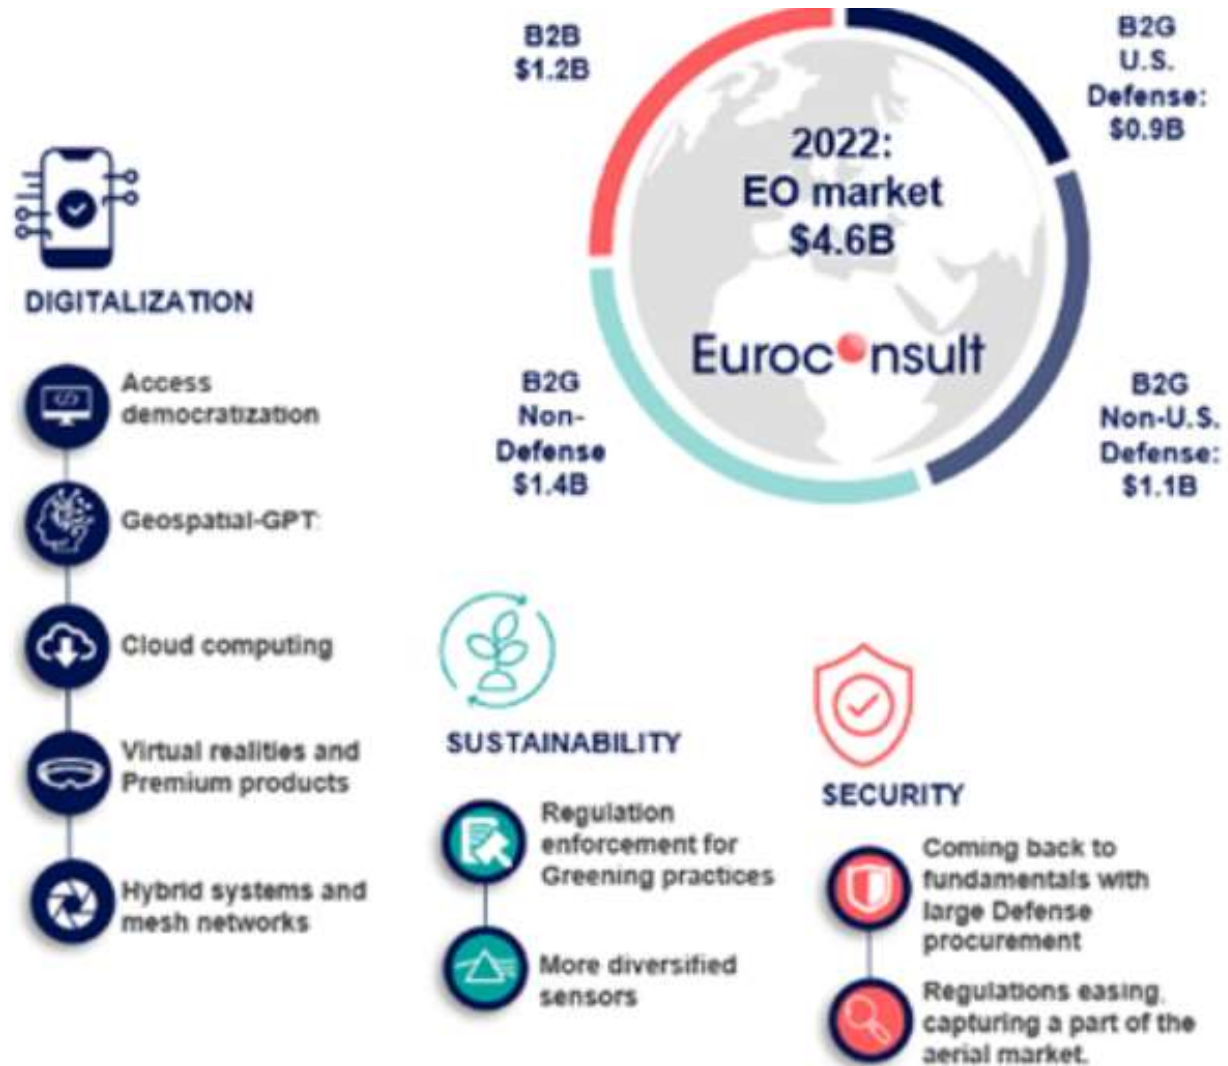 B2B
$1.2B
B2G
U.S.
Defense:
$0.9B
2022:
EO market
$4.6B
Euroconsult
B2G
Non-
Defense
$1.4B
B2G
Non-U.S.
Defense:
$1.1B
DIGITALIZATION
Access
democratization
Geospatial-GPT:
Cloud computing
Virtual realities and
Premium products
Hybrid systems and
mesh networks
SUSTAINABILITY
Regulation
enforcement for
Greening practices
More diversified
sensors
SECURITY
Coming back to
fundamentals with
large Defense
procurement
Regulations easing,
capturing a part of the
aerial market.